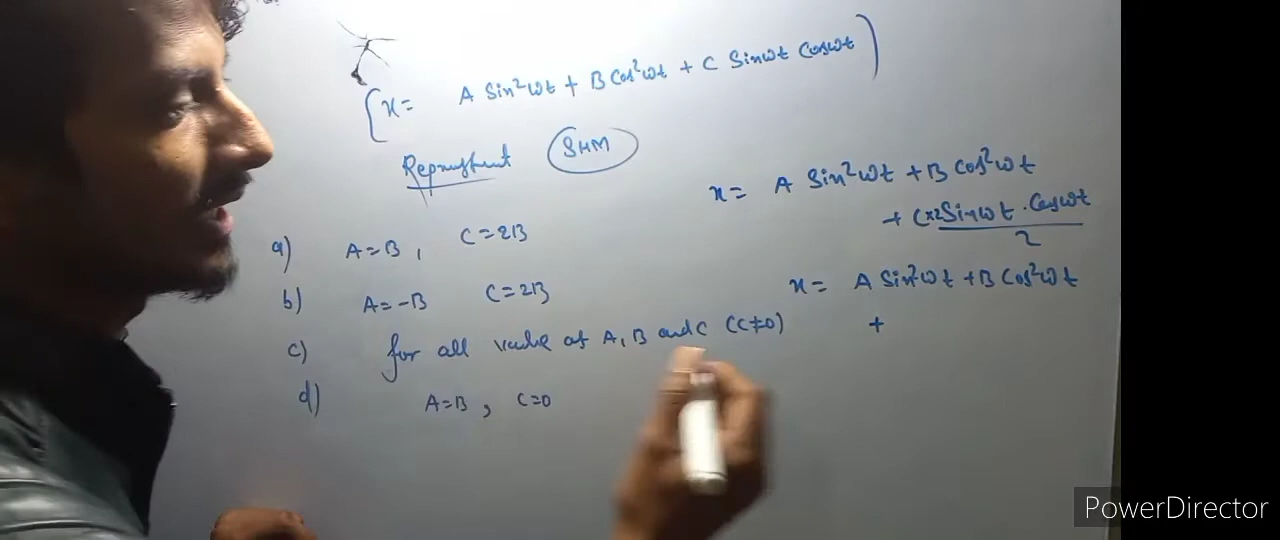 [x = A Sin²ωt + B Cos²ωt + C Sinωt Cosωt)
Represent SHM
a) A=B, C=2B
b) A=-B C=2B
c) for all value of A, B and C (C≠0)
d) A=B, C=0
x = A Sin²ωt + B Cos²ωt
+ C×2Sinωt . Cosωt
2
x = A Sin²ωt + B Cos²ωt
+
PowerDirector